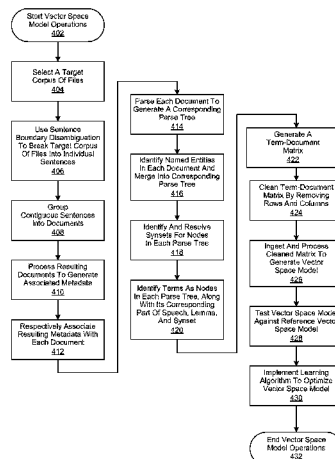 Start Vector Space
Model Operations
402
Select A Target
Corpus Of Files
404
Use Sentence
Boundary Disambiguation
To Break Target Corpus
Of Files Into Individual
Sentences
406
Group
Contiguous Sentences
Into Documents
408
Process Resulting
Documents To Generate
Associated Metadata
410
Respectively Associate
Resulting Metadata With
Each Document
412
Parse Each Document To
Generate A Corresponding
Parse Tree
414
Identify Named Entities
In Each Document And
Merge Into Corresponding
Parse Tree
416
Identify And Resolve
Synsets For Nodes
In Each Parse Tree
418
Identify Terms As Nodes
In Each Parse Tree, Along
With Its Corresponding
Part Of Speech, Lemma,
And Synset
420
Generate A
Term-Document
Matrix
422
Clean Term-Document
Matrix By Removing
Rows And Columns
424
Ingest And Process
Cleaned Matrix To
Generate Vector
Space Model
426
Test Vector Space Model
Against Reference Vector
Space Model
428
Implement Learning
Algorithm To Optimize
Vector Space Model
430
End Vector Space
Model Operations
432